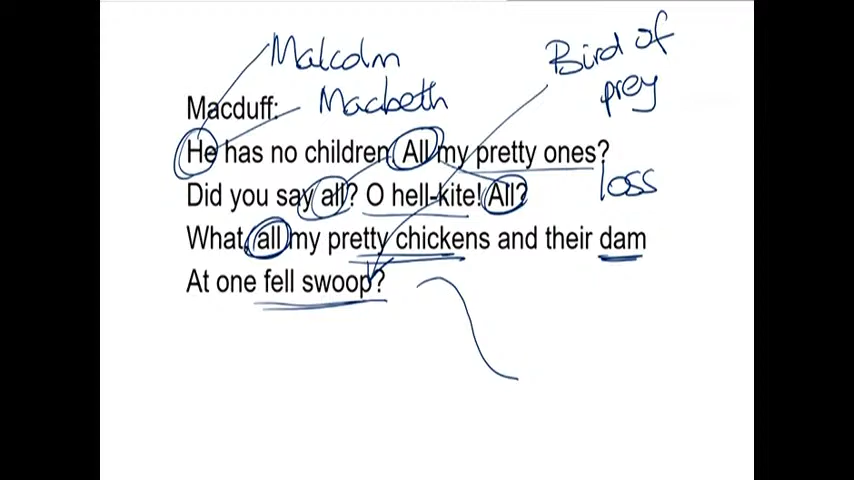 Malcolm
Bird of
prey
Macbeth
Macduff:
He has no children. All my pretty ones?
loss
Did you say all? O hell-kite! All?
What, all my pretty chickens and their dam
At one fell swoop?